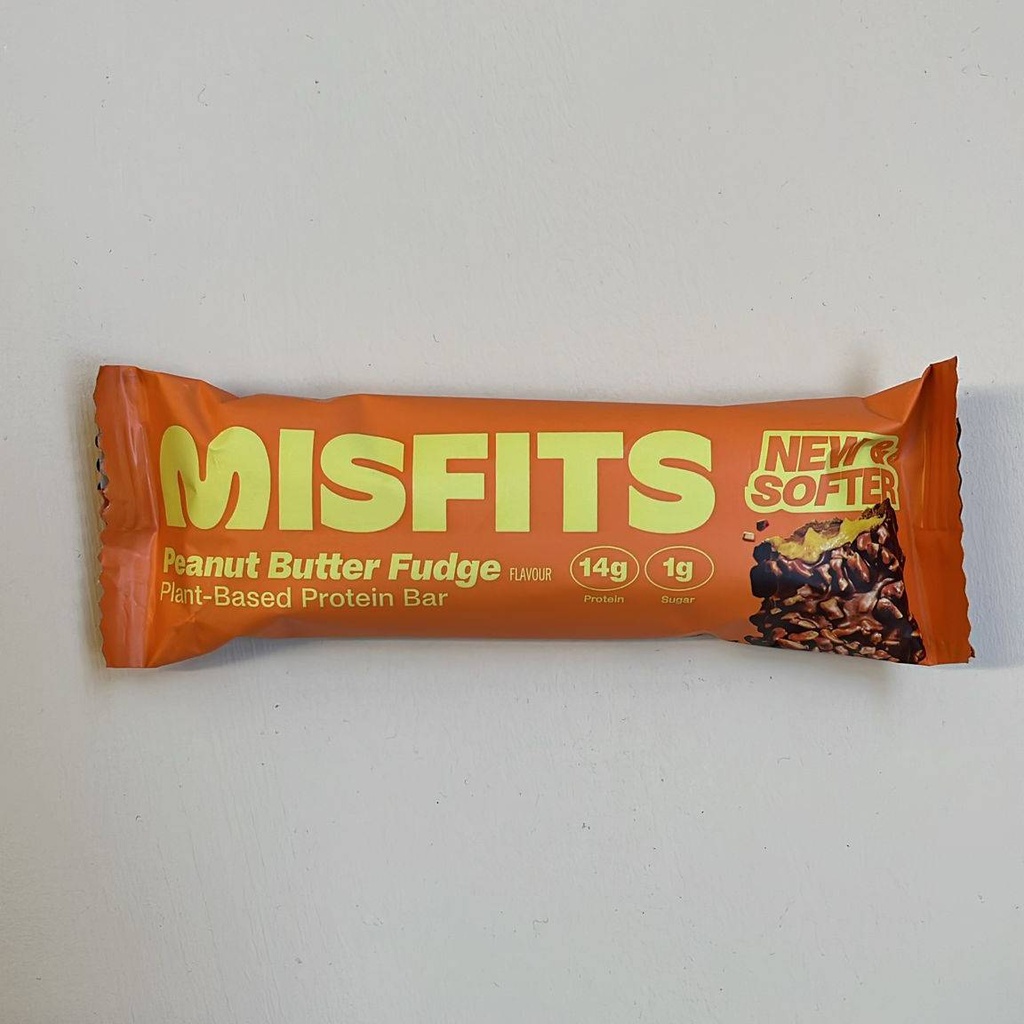 MISFITS
NEW &
SOFTER
Peanut Butter Fudge FLAVOUR
Plant-Based Protein Bar
14g
Protein
1g
Sugar